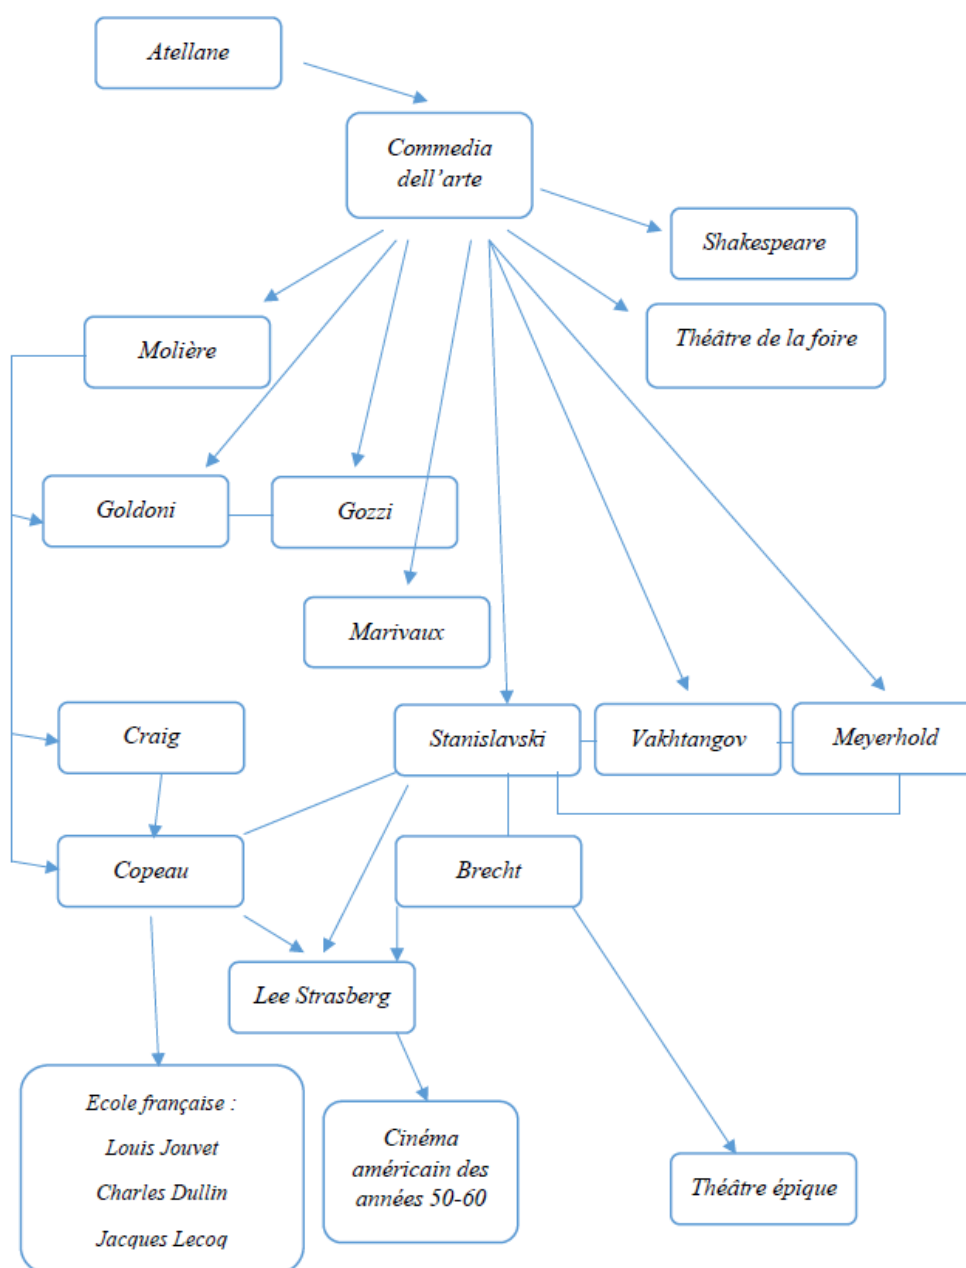 Atellane
Commedia
dell’arte
Shakespeare
Théâtre de la foire
Molière
Goldoni
Gozzi
Marivaux
Craig
Stanislavski
Vakhtangov
Meyerhold
Copeau
Brecht
Lee Strasberg
Ecole française :
Louis Jouvet
Charles Dullin
Jacques Lecoq
Cinéma
américain des
années 50-60
Théâtre épique